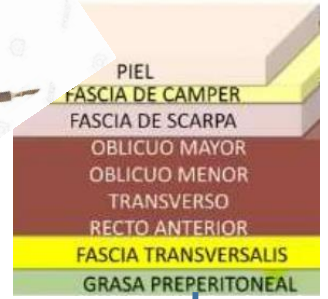 PIEL
FASCIA DE CAMPER
FASCIA DE SCARPA
OBLICUO MAYOR
OBLICUO MENOR
TRANSVERSO
RECTO ANTERIOR
FASCIA TRANSVERSALIS
GRASA PREPERITONEAL